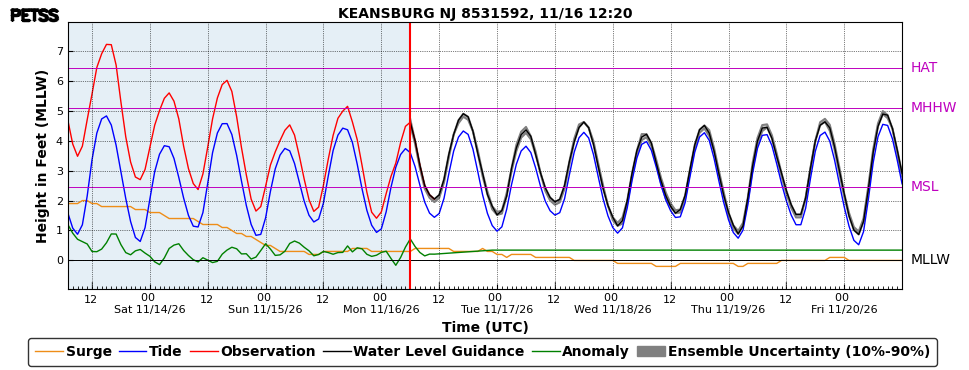 PETSS
KEANSBURG NJ 8531592, 11/16 12:20
Height in Feet (MLLW)
7
6
5
4
3
2
1
0
HAT
MHHW
MSL
MLLW
12 00 12 00 12 00 12 00 12 00 12 00 12 00
Sat 11/14/26 Sun 11/15/26 Mon 11/16/26 Tue 11/17/26 Wed 11/18/26 Thu 11/19/26 Fri 11/20/26
Time (UTC)
Surge Tide Observation Water Level Guidance Anomaly Ensemble Uncertainty (10%-90%)